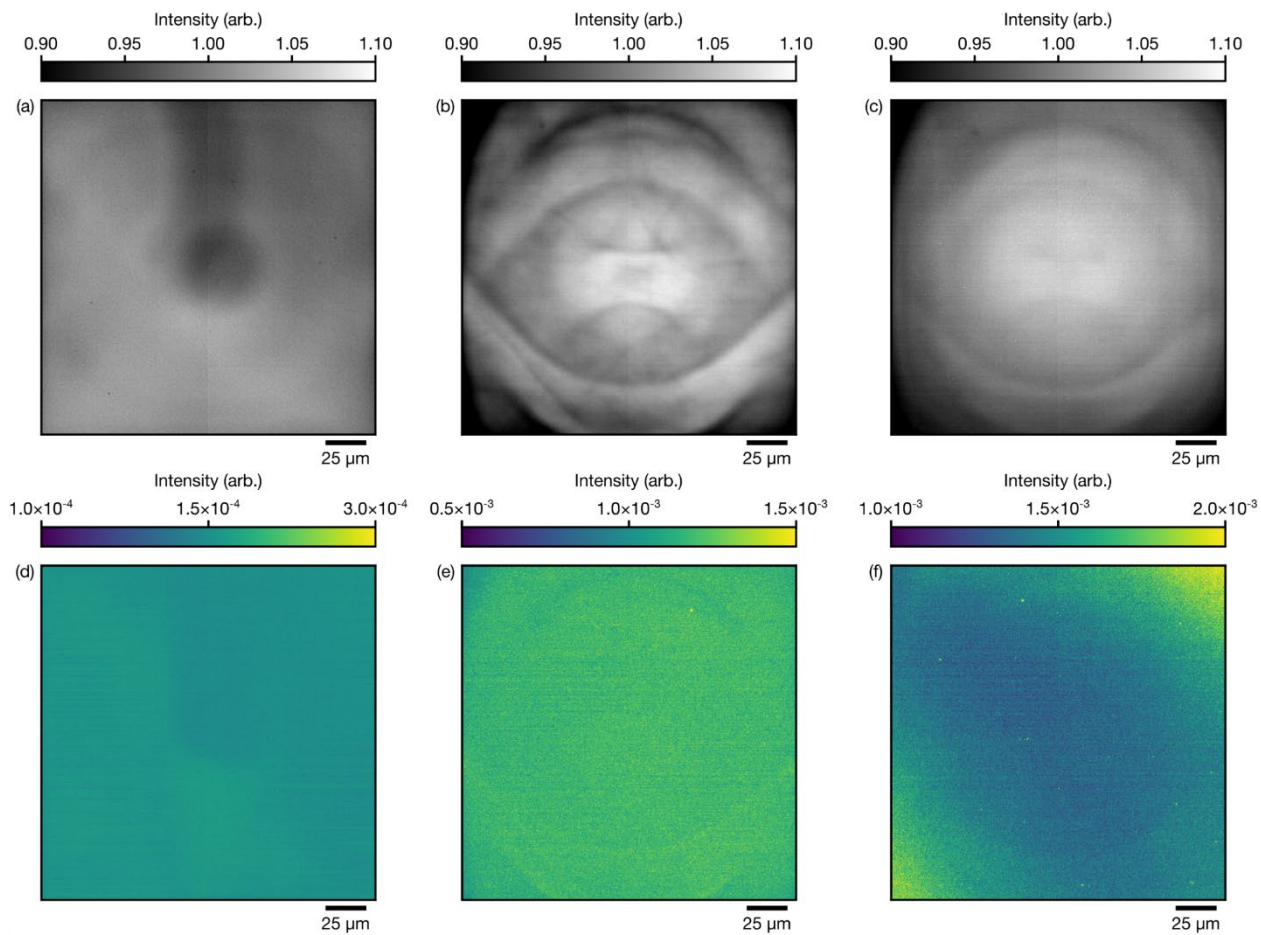 Intensity (arb.) Intensity (arb.) Intensity (arb.)
0.90 0.95 1.00 1.05 1.10 0.90 0.95 1.00 1.05 1.10 0.90 0.95 1.00 1.05 1.10
(a) (b) (c)
25 µm 25 µm 25 µm
Intensity (arb.) Intensity (arb.) Intensity (arb.)
1.0×10⁻⁴ 1.5×10⁻⁴ 3.0×10⁻⁴ 0.5×10⁻³ 1.0×10⁻³ 1.5×10⁻³ 1.0×10⁻³ 1.5×10⁻³ 2.0×10⁻³
(d) (e) (f)
25 µm 25 µm 25 µm